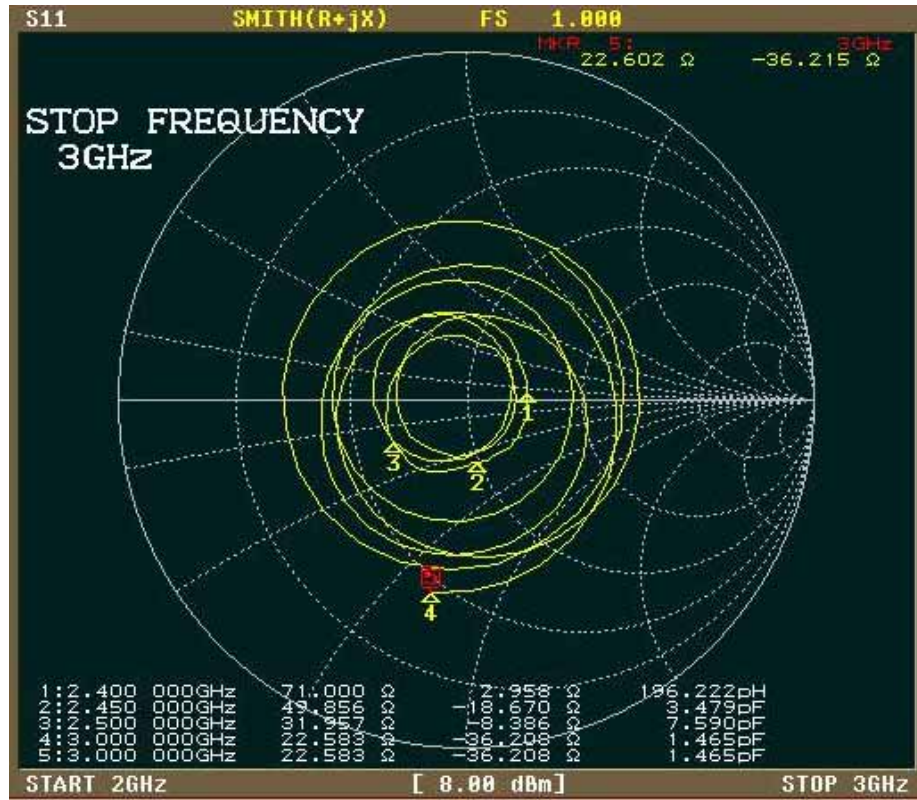 S11 SMITH(R+jX) FS 1.000
MKR 5: 3GHz
22.602 Ω -36.215 Ω
STOP FREQUENCY
3GHz
1
3
2
5
4
1:2.400 000GHz 71.000 Ω 2.958 Ω 196.222pH
2:2.450 000GHz 49.856 Ω -18.670 Ω 3.479pF
3:2.500 000GHz 31.957 Ω -8.386 Ω 7.590pF
4:3.000 000GHz 22.583 Ω -36.208 Ω 1.465pF
5:3.000 000GHz 22.583 Ω -36.208 Ω 1.465pF
START 2GHz [ 8.00 dBm] STOP 3GHz